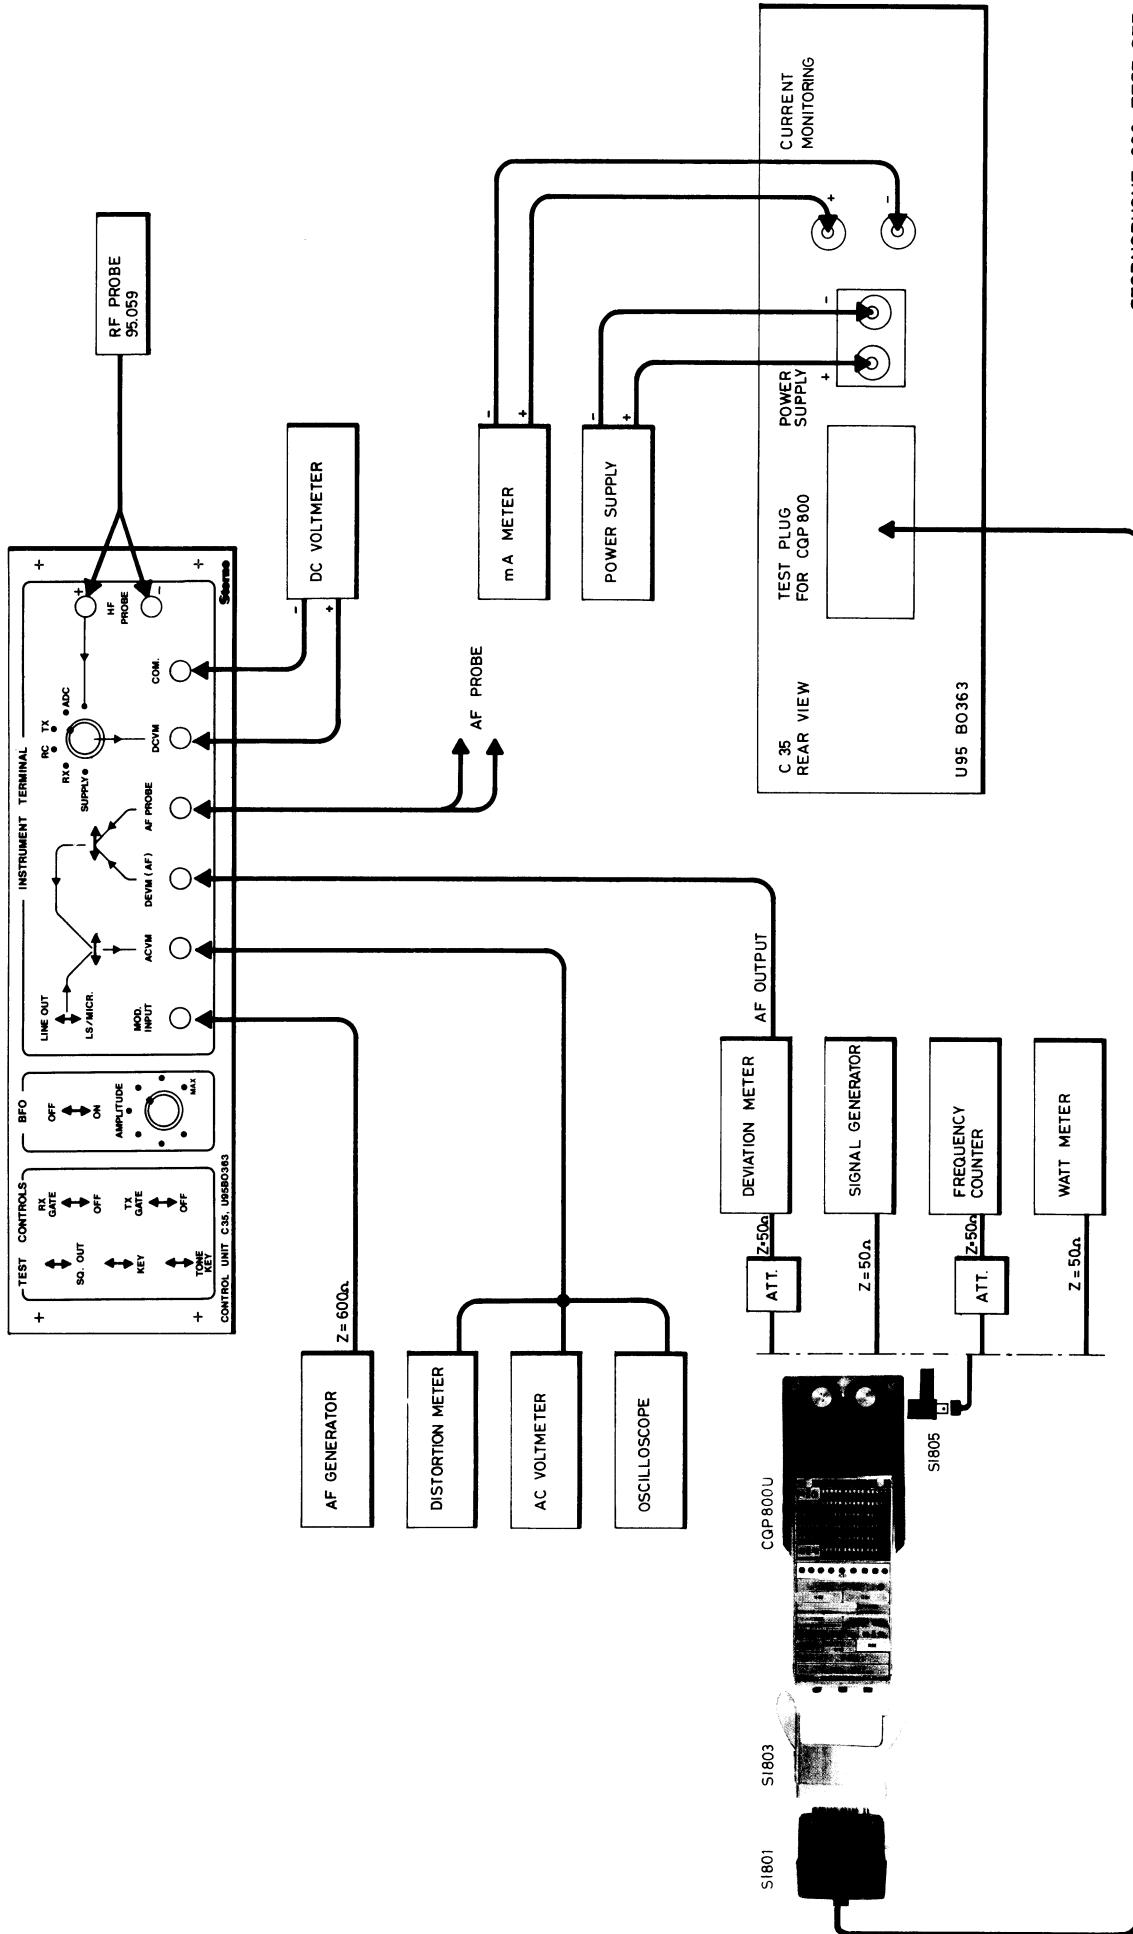 TEST CONTROLS
SQ. OUT
KEY
TONE
KEY
RX
GATE
OFF
TX
GATE
OFF
CONTROL UNIT C35, U95B0363
BFO
OFF
ON
AMPLITUDE
MAX
INSTRUMENT TERMINAL
LINE OUT
LS/MICR.
MOD.
INPUT
ACVM
DEVM (AF)
AF PROBE
SUPPLY
RX
RC
TX
ADC
DCVM
COM.
+
HF
PROBE
-
Storno
RF PROBE
95.059
Z = 600Ω
AF GENERATOR
DISTORTION METER
AC VOLTMETER
OSCILLOSCOPE
DC VOLTMETER
-
+
AF PROBE
mA METER
-
+
POWER SUPPLY
-
+
AF OUTPUT
DEVIATION METER
Z=50Ω
ATT.
SIGNAL GENERATOR
Z=50Ω
FREQUENCY
COUNTER
Z=50Ω
ATT.
WATT METER
Z=50Ω
C 35
REAR VIEW
TEST PLUG
FOR CQP 800
POWER
SUPPLY
+
-
CURRENT
MONITORING
+
-
U95 B0363
SI801
SI803
CQP800U
SI805